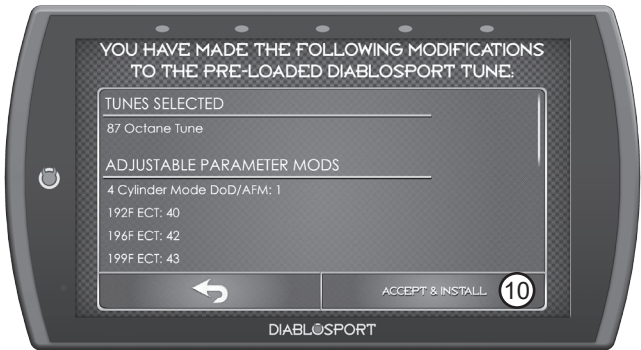 YOU HAVE MADE THE FOLLOWING MODIFICATIONS
TO THE PRE-LOADED DIABLOSPORT TUNE:
TUNES SELECTED
87 Octane Tune
ADJUSTABLE PARAMETER MODS
4 Cylinder Mode DoD/AFM: 1
192F ECT: 40
196F ECT: 42
199F ECT: 43
ACCEPT & INSTALL 10
DIABLOSPORT